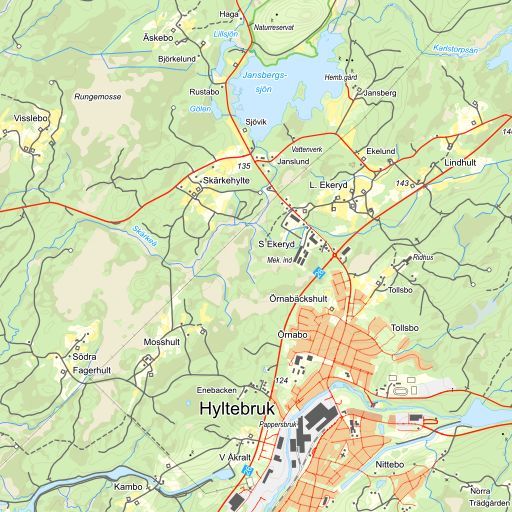 Haga
Naturreservat
Åskebo
Lillsjön
Karlstorpsån
Björkelund
Jansbergs-
sjön
Hemb.gård
Rungemosse
Rustabo
Jansberg
Gölen
Visslebo
Sjövik
Vattenverk
Ekelund
135
Janslund
Lindhult
Skärkehylte
L. Ekeryd
143
Skärkeå
S Ekeryd
Mek. ind
Ridhus
Tollsbo
Örnabäckshult
Tollsbo
Örnabo
Mosshult
Södra
Fagerhult
124
Enebacken
Hyltebruk
Pappersbruk
V Åkralt
Nittebo
Kambo
Norra
Trädgården